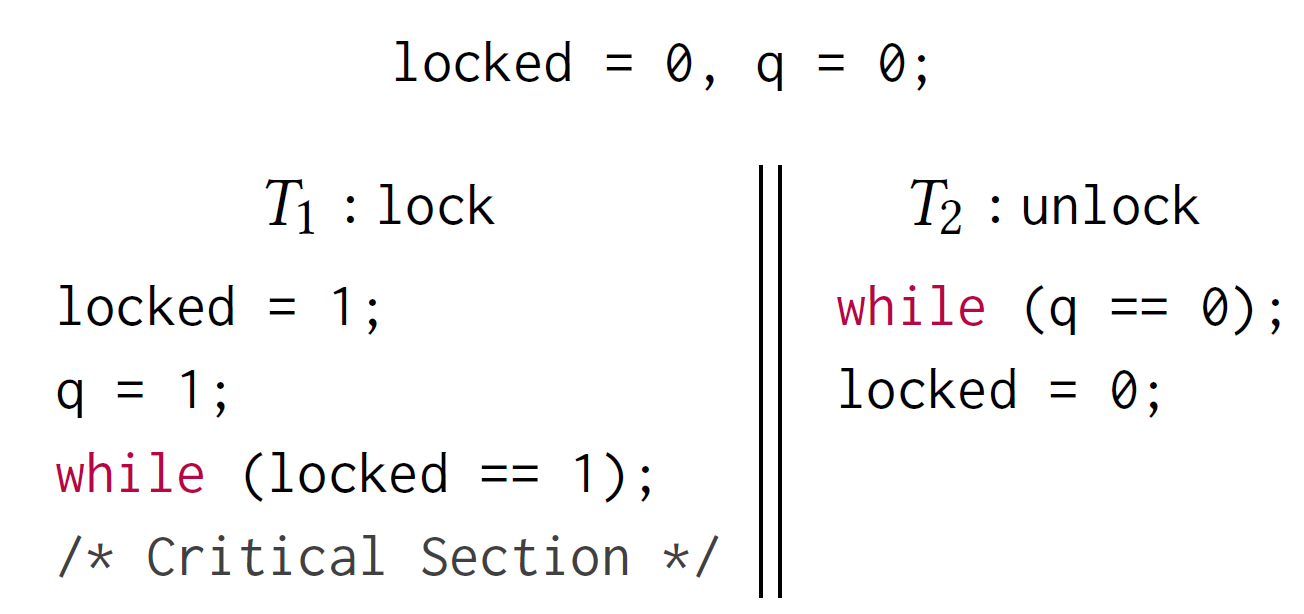 locked = 0, q = 0;
T₁ : lock
locked = 1;
q = 1;
while (locked == 1);
/* Critical Section */
T₂ : unlock
while (q == 0);
locked = 0;